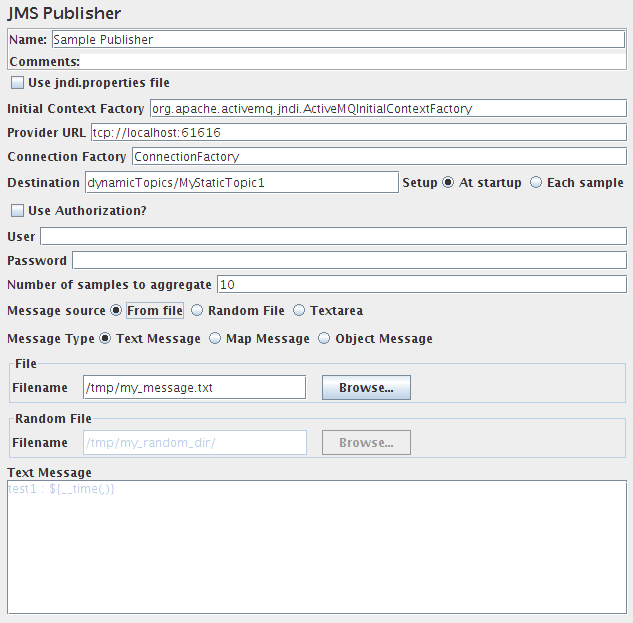 JMS Publisher
Name: Sample Publisher
Comments:
Use jndi.properties file
Initial Context Factory org.apache.activemq.jndi.ActiveMQInitialContextFactory
Provider URL tcp://localhost:61616
Connection Factory ConnectionFactory
Destination dynamicTopics/MyStaticTopic1 Setup At startup Each sample
Use Authorization?
User
Password
Number of samples to aggregate 10
Message source From file Random File Textarea
Message Type Text Message Map Message Object Message
File
Filename /tmp/my_message.txt Browse...
Random File
Filename /tmp/my_random_dir/ Browse...
Text Message
test1 : ${__time(,)}